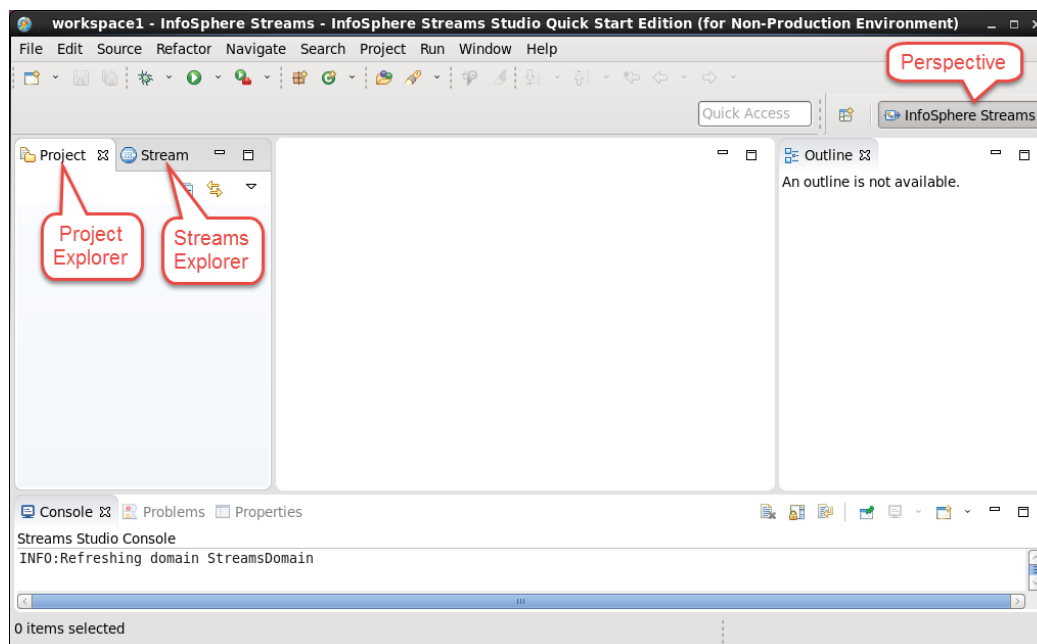 workspace1 - InfoSphere Streams - InfoSphere Streams Studio Quick Start Edition (for Non-Production Environment)
File Edit Source Refactor Navigate Search Project Run Window Help
Perspective
Quick Access
InfoSphere Streams
Project
Stream
Outline
An outline is not available.
Project
Explorer
Streams
Explorer
Console
Problems
Properties
Streams Studio Console
INFO:Refreshing domain StreamsDomain
0 items selected